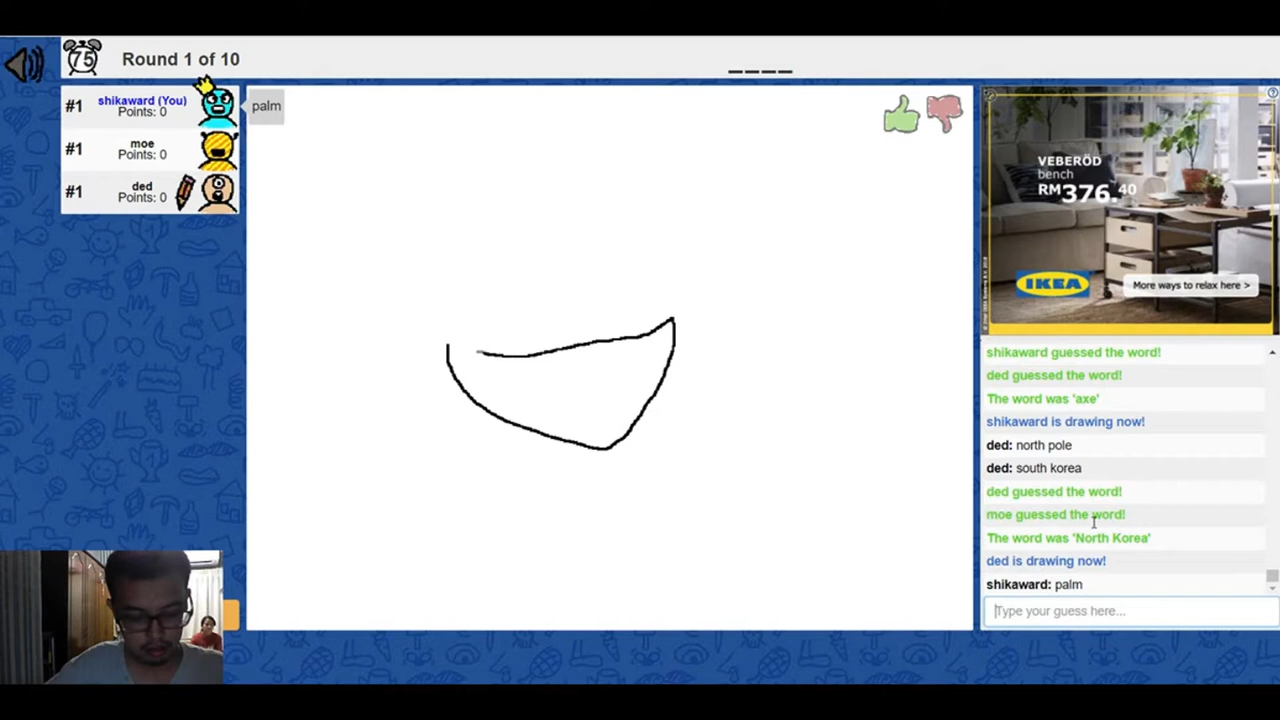 75
Round 1 of 10
_ _ _ _
#1 shikaward (You)
Points: 0
palm
#1 moe
Points: 0
#1 ded
Points: 0
VEBERÖD
bench
RM376.40
IKEA
More ways to relax here >
shikaward guessed the word!
ded guessed the word!
The word was 'axe'
shikaward is drawing now!
ded: north pole
ded: south korea
ded guessed the word!
moe guessed the word!
The word was 'North Korea'
ded is drawing now!
shikaward: palm
Type your guess here...